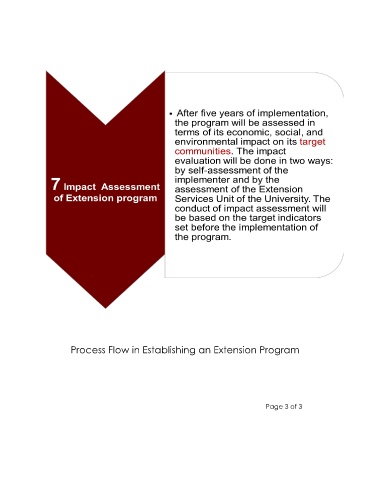 7 Impact Assessment
of Extension program
• After five years of implementation,
the program will be assessed in
terms of its economic, social, and
environmental impact on its target
communities. The impact
evaluation will be done in two ways:
by self-assessment of the
implementer and by the
assessment of the Extension
Services Unit of the University. The
conduct of impact assessment will
be based on the target indicators
set before the implementation of
the program.
Process Flow in Establishing an Extension Program
Page 3 of 3